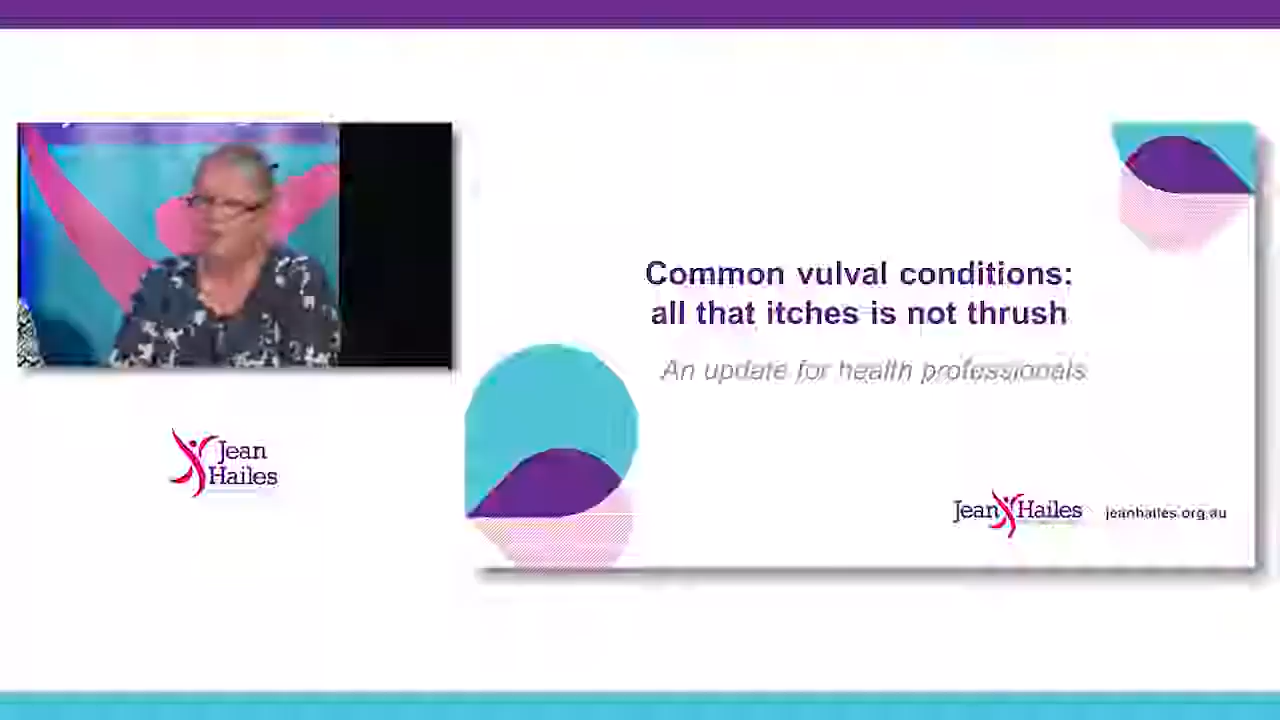 Common vulval conditions:
all that itches is not thrush
An update for health professionals
Jean
Hailes
Jean Hailes
jeanhailes.org.au